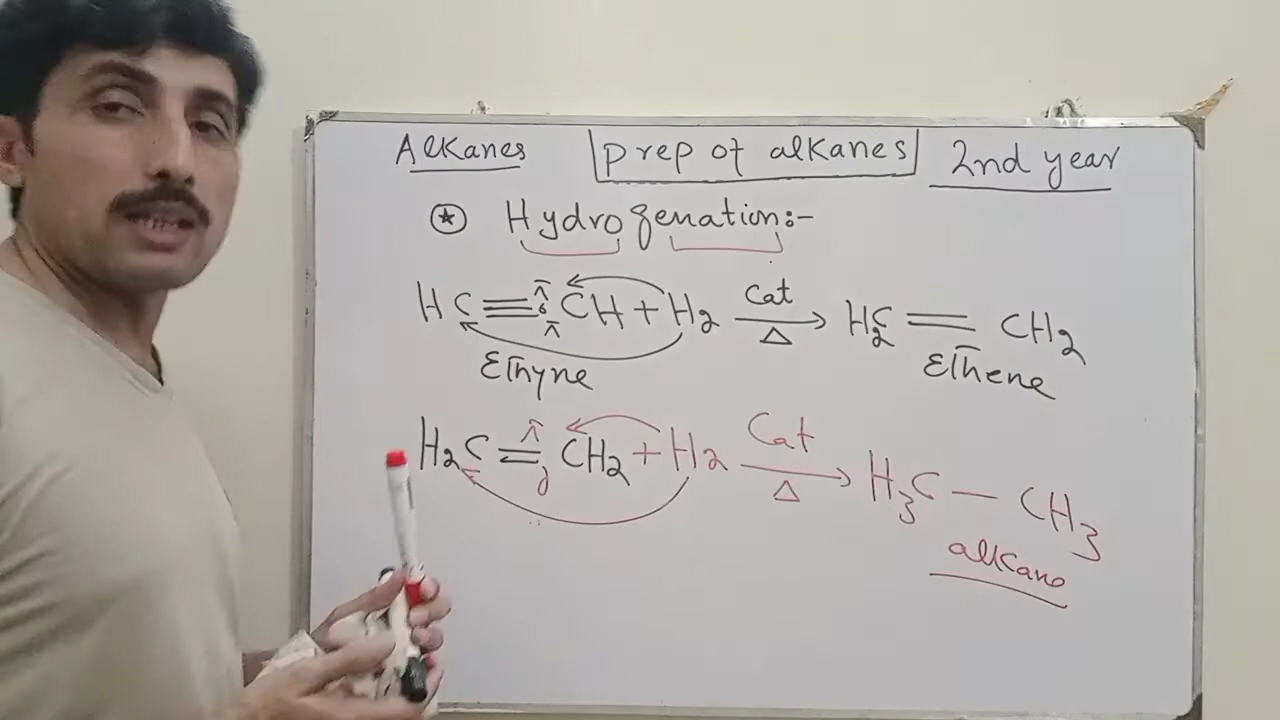 Alkanes prep of alkanes 2nd year
* Hydrogenation:-
HC ≡ CH + H2 Cat Δ → H2C = CH2
π σ π
Ethyne Ethene
H2C = CH2 + H2 Cat Δ → H3C — CH3
π
alkane